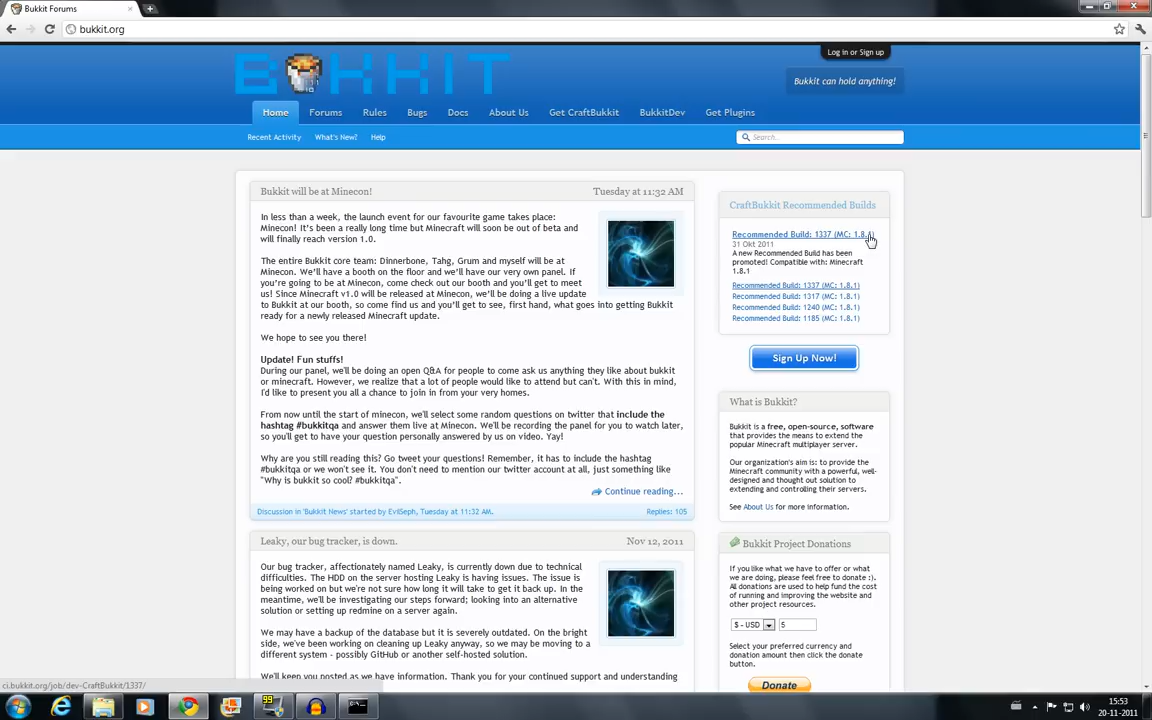 Bukkit Forums
bukkit.org
Log in or Sign up
BUKKIT
Bukkit can hold anything!
Home Forums Rules Bugs Docs About Us Get CraftBukkit BukkitDev Get Plugins
Recent Activity What's New? Help
Search...
Bukkit will be at Minecon! Tuesday at 11:32 AM
In less than a week, the launch event for our favourite game takes place:
Minecon! It's been a really long time but Minecraft will soon be out of beta and
will finally reach version 1.0.
The entire Bukkit core team: Dinnerbone, Tahg, Grum and myself will be at
Minecon. We'll have a booth on the floor and we'll have our very own panel. If
you're going to be at Minecon, come check out our booth and you'll get to meet
us! Since Minecraft v1.0 will be released at Minecon, we'll be doing a live update
to Bukkit at our booth, so come find us and you'll get to see, first hand, what goes into getting Bukkit
ready for a newly released Minecraft update.
We hope to see you there!
Update! Fun stuffs!
During our panel, we'll be doing an open Q&A for people to come ask us anything they like about bukkit
or minecraft. However, we realize that a lot of people would like to attend but can't. With this in mind,
I'd like to present you all a chance to join in from your very homes.
From now until the start of minecon, we'll select some random questions on twitter that include the
hashtag #bukkitqa and answer them live at Minecon. We'll be recording the panel for you to watch later,
so you'll get to have your question personally answered by us on video. Yay!
Why are you still reading this? Go tweet your questions! Remember, it has to include the hashtag
#bukkitqa or we won't see it. You don't need to mention our twitter account at all, just something like
"Why is bukkit so cool? #bukkitqa".
Continue reading...
Discussion in 'Bukkit News' started by EvilSeph, Tuesday at 11:32 AM. Replies: 105
Leaky, our bug tracker, is down. Nov 12, 2011
Our bug tracker, affectionately named Leaky, is currently down due to technical
difficulties. The HDD on the server hosting Leaky is having issues. The issue is
being worked on but we're not sure how long it will take to get it back up. In the
meantime, we'll be investigating our steps forward; looking into an alternative
solution or setting up redmine on a server again.
We may have a backup of the database but it is severely outdated. On the bright
side, we've been working on cleaning up Leaky anyway, so we may be moving to a
different system - possibly GitHub or another self-hosted solution.
We'll keep you posted as we have information. Thank you for your continued support and understanding
CraftBukkit Recommended Builds
Recommended Build: 1337 (MC: 1.8.1)
31 Okt 2011
A new Recommended Build has been
promoted! Compatible with: Minecraft
1.8.1
Recommended Build: 1337 (MC: 1.8.1)
Recommended Build: 1317 (MC: 1.8.1)
Recommended Build: 1240 (MC: 1.8.1)
Recommended Build: 1185 (MC: 1.8.1)
Sign Up Now!
What is Bukkit?
Bukkit is a free, open-source, software
that provides the means to extend the
popular Minecraft multiplayer server.
Our organization's aim is: to provide the
Minecraft community with a powerful, well-
designed and thought out solution to
extending and controlling their servers.
See About Us for more information.
Bukkit Project Donations
If you like what we have to offer or what
we are doing, please feel free to donate :).
All donations are used to help fund the cost
of running and improving the website and
other project resources.
$ - USD 5
Select your preferred currency and
donation amount then click the donate
button.
Donate
ci.bukkit.org/job/dev-CraftBukkit/1337/
99
15:53
20-11-2011